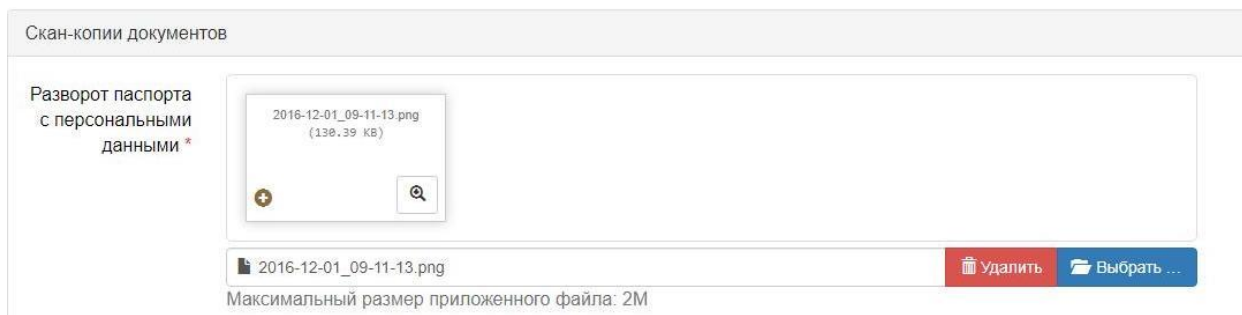 Скан-копии документов
Разворот паспорта
с персональными
данными *
2016-12-01_09-11-13.png
(130.39 KB)
2016-12-01_09-11-13.png
Удалить
Выбрать ...
Максимальный размер приложенного файла: 2M